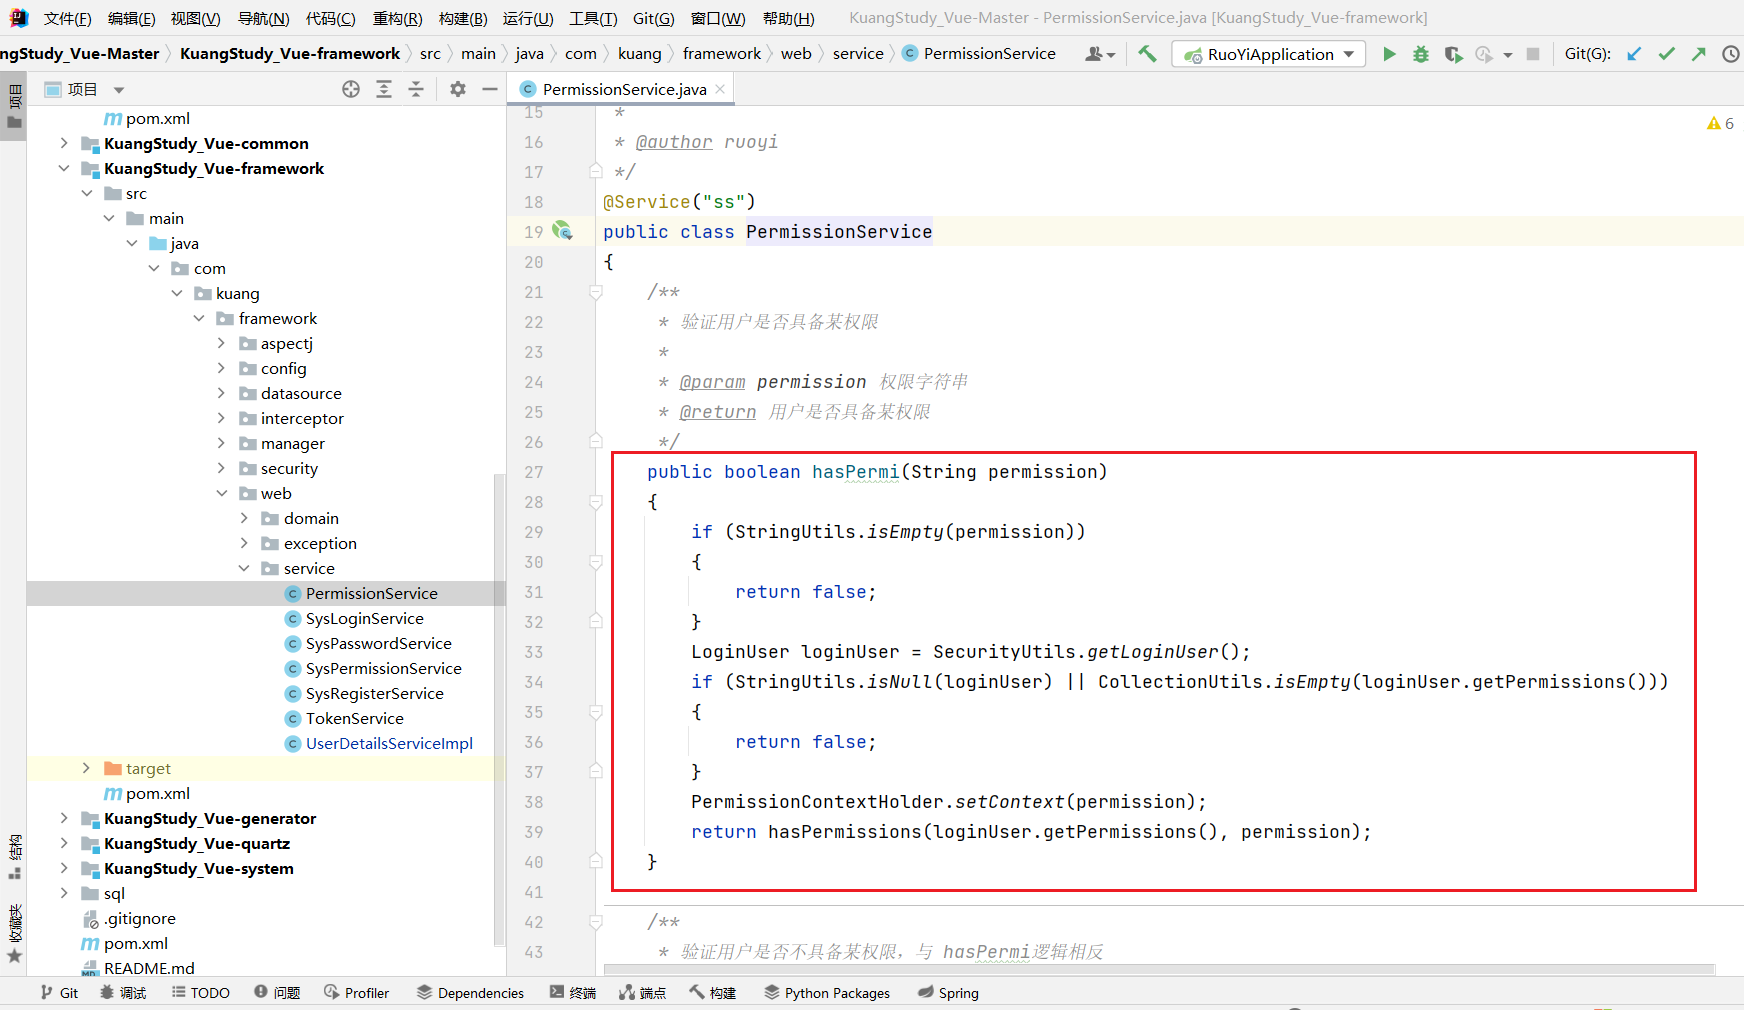 文件(F) 编辑(E) 视图(V) 导航(N) 代码(C) 重构(R) 构建(B) 运行(U) 工具(T) Git(G) 窗口(W) 帮助(H) KuangStudy_Vue-Master - PermissionService.java [KuangStudy_Vue-framework]
ngStudy_Vue-Master KuangStudy_Vue-framework src main java com kuang framework web service PermissionService RuoYiApplication Git(G):
项目
项目
pom.xml
KuangStudy_Vue-common
KuangStudy_Vue-framework
src
main
java
com
kuang
framework
aspectj
config
datasource
interceptor
manager
security
web
domain
exception
service
PermissionService
SysLoginService
SysPasswordService
SysPermissionService
SysRegisterService
TokenService
UserDetailsServiceImpl
target
pom.xml
KuangStudy_Vue-generator
KuangStudy_Vue-quartz
KuangStudy_Vue-system
sql
.gitignore
pom.xml
README.md
结构
收藏夹
PermissionService.java
6
15 *
16 * @author ruoyi
17 */
18 @Service("ss")
19 public class PermissionService
20 {
21 /**
22 * 验证用户是否具备某权限
23 *
24 * @param permission 权限字符串
25 * @return 用户是否具备某权限
26 */
27 public boolean hasPermi(String permission)
28 {
29 if (StringUtils.isEmpty(permission))
30 {
31 return false;
32 }
33 LoginUser loginUser = SecurityUtils.getLoginUser();
34 if (StringUtils.isNull(loginUser) || CollectionUtils.isEmpty(loginUser.getPermissions()))
35 {
36 return false;
37 }
38 PermissionContextHolder.setContext(permission);
39 return hasPermissions(loginUser.getPermissions(), permission);
40 }
41
42 /**
43 * 验证用户是否不具备某权限，与 hasPermi逻辑相反
Git 调试 TODO 问题 Profiler Dependencies 终端 端点 构建 Python Packages Spring